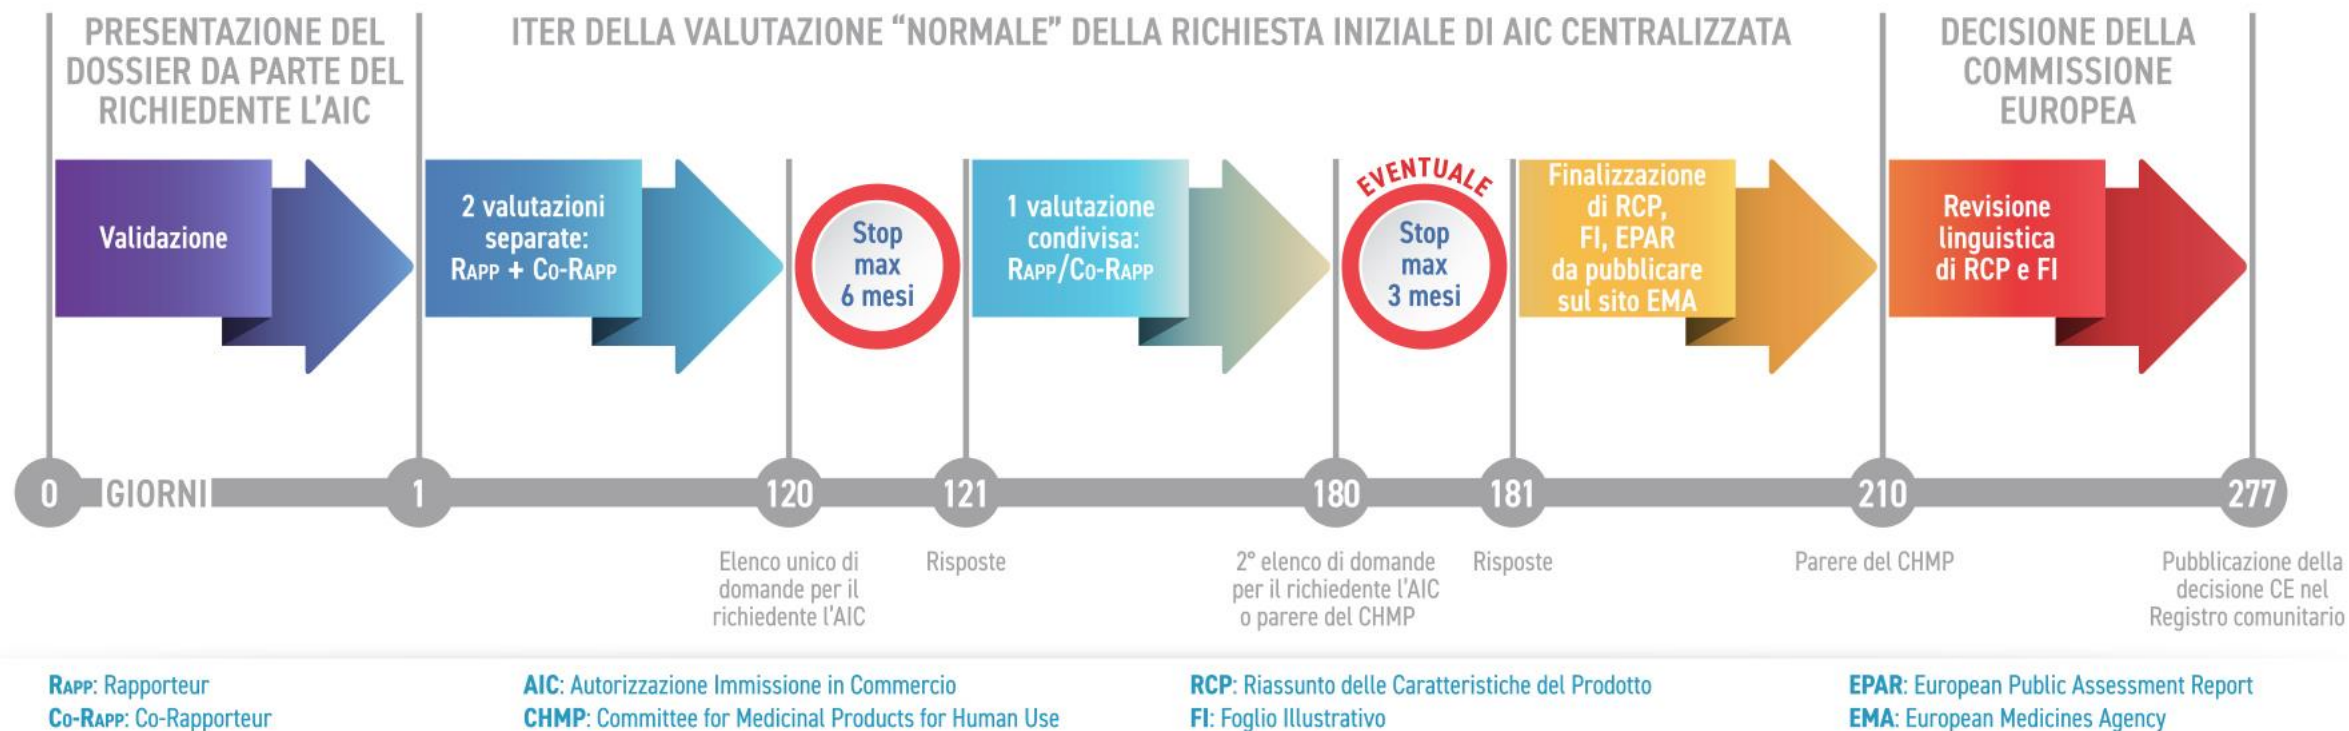 PRESENTAZIONE DEL
DOSSIER DA PARTE DEL
RICHIEDENTE L'AIC
ITER DELLA VALUTAZIONE “NORMALE” DELLA RICHIESTA INIZIALE DI AIC CENTRALIZZATA
DECISIONE DELLA
COMMISSIONE
EUROPEA
Validazione
2 valutazioni
separate:
RAPP + CO-RAPP
Stop
max
6 mesi
1 valutazione
condivisa:
RAPP/CO-RAPP
EVENTUALE
Stop
max
3 mesi
Finalizzazione
di RCP,
FI, EPAR
da pubblicare
sul sito EMA
Revisione
linguistica
di RCP e FI
0 GIORNI 1 120 121 180 181 210 277
Elenco unico di
domande per il
richiedente l'AIC
Risposte
2° elenco di domande
per il richiedente l'AIC
o parere del CHMP
Risposte
Parere del CHMP
Pubblicazione della
decisione CE nel
Registro comunitario
RAPP: Rapporteur
CO-RAPP: Co-Rapporteur
AIC: Autorizzazione Immissione in Commercio
CHMP: Committee for Medicinal Products for Human Use
RCP: Riassunto delle Caratteristiche del Prodotto
FI: Foglio Illustrativo
EPAR: European Public Assessment Report
EMA: European Medicines Agency